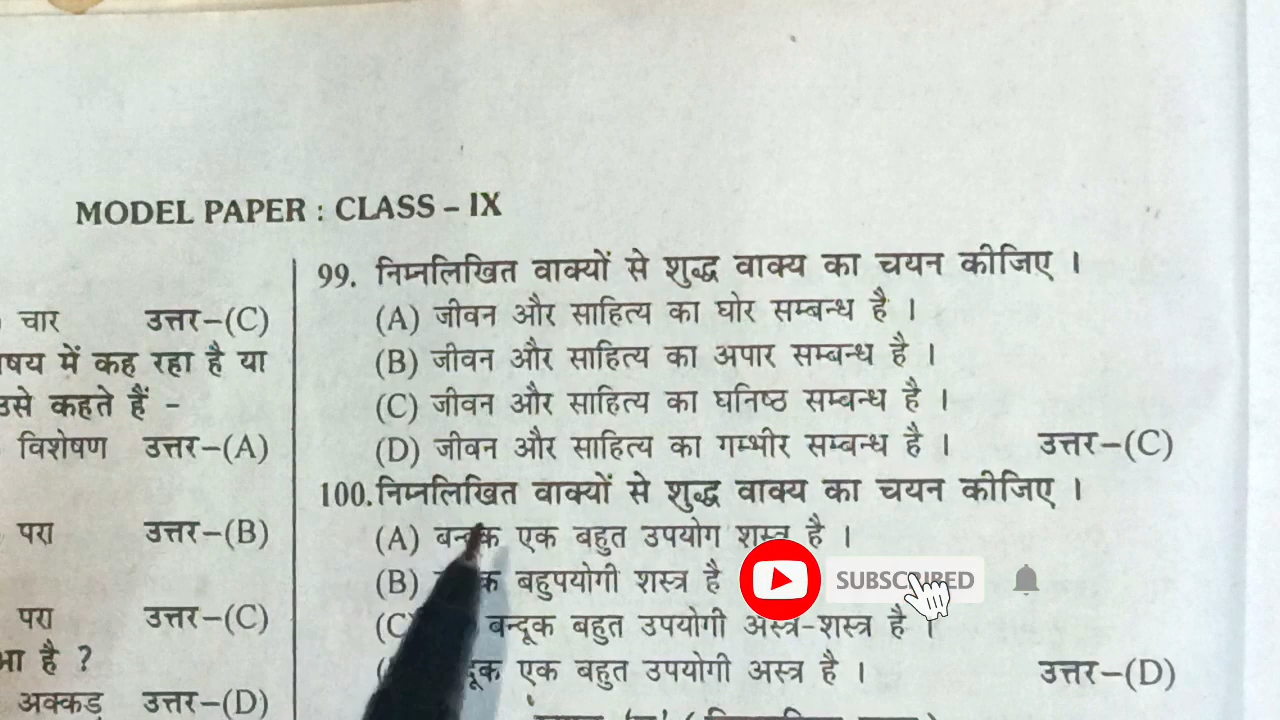 MODEL PAPER : CLASS – IX
चार उत्तर–(C)
में कह रहा है या
उसे कहते हैं -
विशेषण उत्तर–(A)
परा उत्तर–(B)
परा उत्तर–(C)
है ?
अक्कड़ उत्तर–(D)
99. निम्नलिखित वाक्यों से शुद्ध वाक्य का चयन कीजिए ।
(A) जीवन और साहित्य का घोर सम्बन्ध है ।
(B) जीवन और साहित्य का अपार सम्बन्ध है ।
(C) जीवन और साहित्य का घनिष्ठ सम्बन्ध है ।
(D) जीवन और साहित्य का गम्भीर सम्बन्ध है । उत्तर–(C)
100. निम्नलिखित वाक्यों से शुद्ध वाक्य का चयन कीजिए ।
(A) बन्दूक एक बहुत उपयोग शस्त्र है ।
(B) बहुपयोगी शस्त्र है
(C) बन्दूक बहुत उपयोगी अस्त्र-शस्त्र है ।
एक बहुत उपयोगी अस्त्र है । उत्तर–(D)
SUBSCRIBED